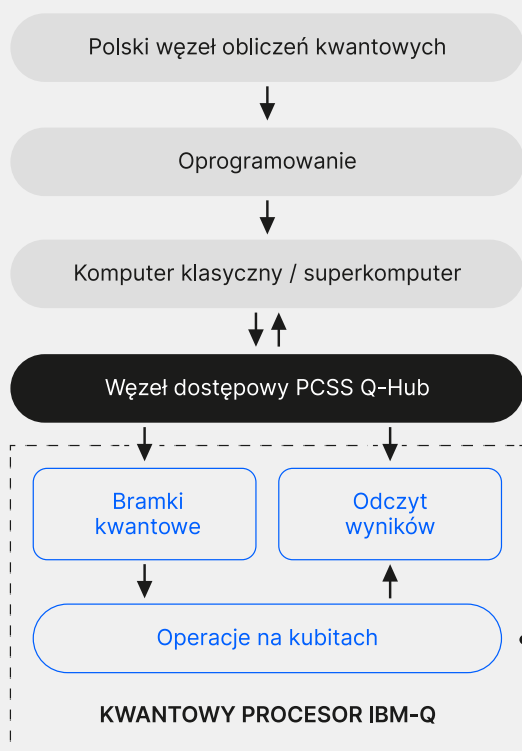 Polski węzeł obliczeń kwantowych
Oprogramowanie
Komputer klasyczny / superkomputer
Węzeł dostępowy PCSS Q-Hub
Bramki
kwantowe
Odczyt
wyników
Operacje na kubitach
KWANTOWY PROCESOR IBM-Q